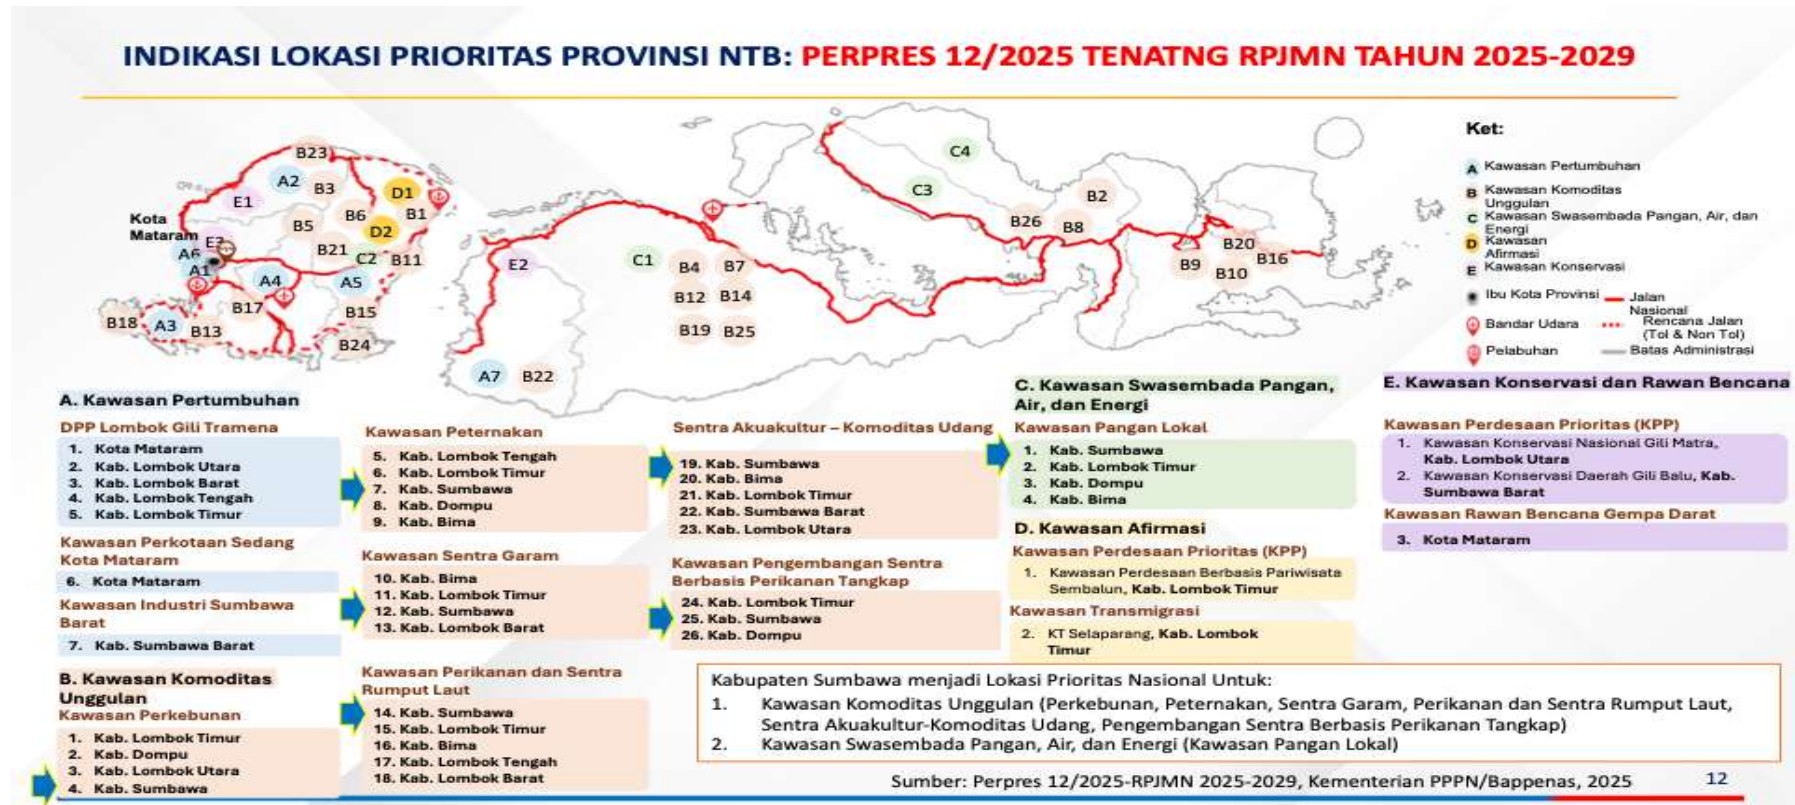 INDIKASI LOKASI PRIORITAS PROVINSI NTB: PERPRES 12/2025 TENATNG RPJMN TAHUN 2025-2029
B23
A2
B3
E1
D1
B1
B6
B5
D2
Kota
Mataram
E3
A6
A1
B21
C2
B11
A4
A5
B17
B15
B18
A3
B13
B24
E2
C1
B4
B7
B12
B14
B19
B25
A7
B22
C4
C3
B2
B26
B8
B20
B9
B10
B16
Ket:
A Kawasan Pertumbuhan
B Kawasan Komoditas
Unggulan
C Kawasan Swasembada Pangan, Air, dan
Energi
D Kawasan
Afirmasi
E Kawasan Konservasi
Ibu Kota Provinsi
Jalan
Nasional
Bandar Udara
Rencana Jalan
(Tol & Non Tol)
Pelabuhan
Batas Administrasi
A. Kawasan Pertumbuhan
DPP Lombok Gili Tramena
1. Kota Mataram
2. Kab. Lombok Utara
3. Kab. Lombok Barat
4. Kab. Lombok Tengah
5. Kab. Lombok Timur
Kawasan Perkotaan Sedang
Kota Mataram
6. Kota Mataram
Kawasan Industri Sumbawa
Barat
7. Kab. Sumbawa Barat
B. Kawasan Komoditas
Unggulan
Kawasan Perkebunan
1. Kab. Lombok Timur
2. Kab. Dompu
3. Kab. Lombok Utara
4. Kab. Sumbawa
Kawasan Peternakan
5. Kab. Lombok Tengah
6. Kab. Lombok Timur
7. Kab. Sumbawa
8. Kab. Dompu
9. Kab. Bima
Kawasan Sentra Garam
10. Kab. Bima
11. Kab. Lombok Timur
12. Kab. Sumbawa
13. Kab. Lombok Barat
Kawasan Perikanan dan Sentra
Rumput Laut
14. Kab. Sumbawa
15. Kab. Lombok Timur
16. Kab. Bima
17. Kab. Lombok Tengah
18. Kab. Lombok Barat
Sentra Akuakultur – Komoditas Udang
19. Kab. Sumbawa
20. Kab. Bima
21. Kab. Lombok Timur
22. Kab. Sumbawa Barat
23. Kab. Lombok Utara
Kawasan Pengembangan Sentra
Berbasis Perikanan Tangkap
24. Kab. Lombok Timur
25. Kab. Sumbawa
26. Kab. Dompu
C. Kawasan Swasembada Pangan,
Air, dan Energi
Kawasan Pangan Lokal
1. Kab. Sumbawa
2. Kab. Lombok Timur
3. Kab. Dompu
4. Kab. Bima
D. Kawasan Afirmasi
Kawasan Perdesaan Prioritas (KPP)
1. Kawasan Perdesaan Berbasis Pariwisata
Sembalun, Kab. Lombok Timur
Kawasan Transmigrasi
2. KT Selaparang, Kab. Lombok
Timur
E. Kawasan Konservasi dan Rawan Bencana
Kawasan Perdesaan Prioritas (KPP)
1. Kawasan Konservasi Nasional Gili Matra,
Kab. Lombok Utara
2. Kawasan Konservasi Daerah Gili Balu, Kab.
Sumbawa Barat
Kawasan Rawan Bencana Gempa Darat
3. Kota Mataram
Kabupaten Sumbawa menjadi Lokasi Prioritas Nasional Untuk:
1. Kawasan Komoditas Unggulan (Perkebunan, Peternakan, Sentra Garam, Perikanan dan Sentra Rumput Laut,
Sentra Akuakultur-Komoditas Udang, Pengembangan Sentra Berbasis Perikanan Tangkap)
2. Kawasan Swasembada Pangan, Air, dan Energi (Kawasan Pangan Lokal)
Sumber: Perpres 12/2025-RPJMN 2025-2029, Kementerian PPPN/Bappenas, 2025
12